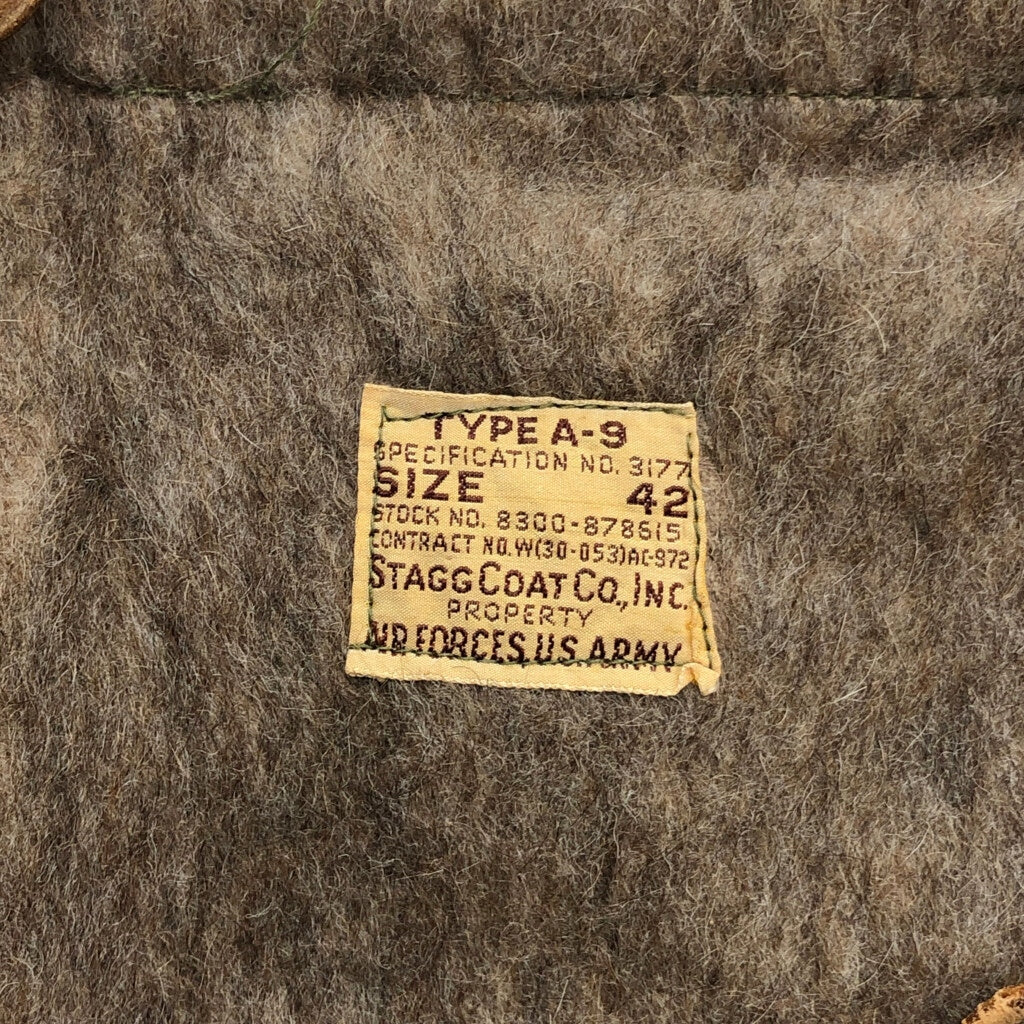 TYPE A-9
SPECIFICATION NO. 3177
SIZE 42
STOCK NO. 8300-878615
CONTRACT NO. W(30-053)AC-972
STAGG COAT CO., INC.
PROPERTY
AIR FORCES U.S. ARMY